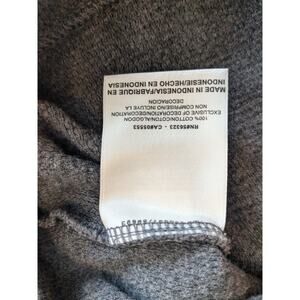 RN#56323 - CA#05553
100% COTTON/COTON/ALGODON
EXCLUSIVE OF DECORATION/DECORATION
NON COMPRISE/NO INCLUYE LA
DECORACION
MADE IN INDONESIA/FABRIQUE EN
INDONESIE/HECHO EN INDONESIA